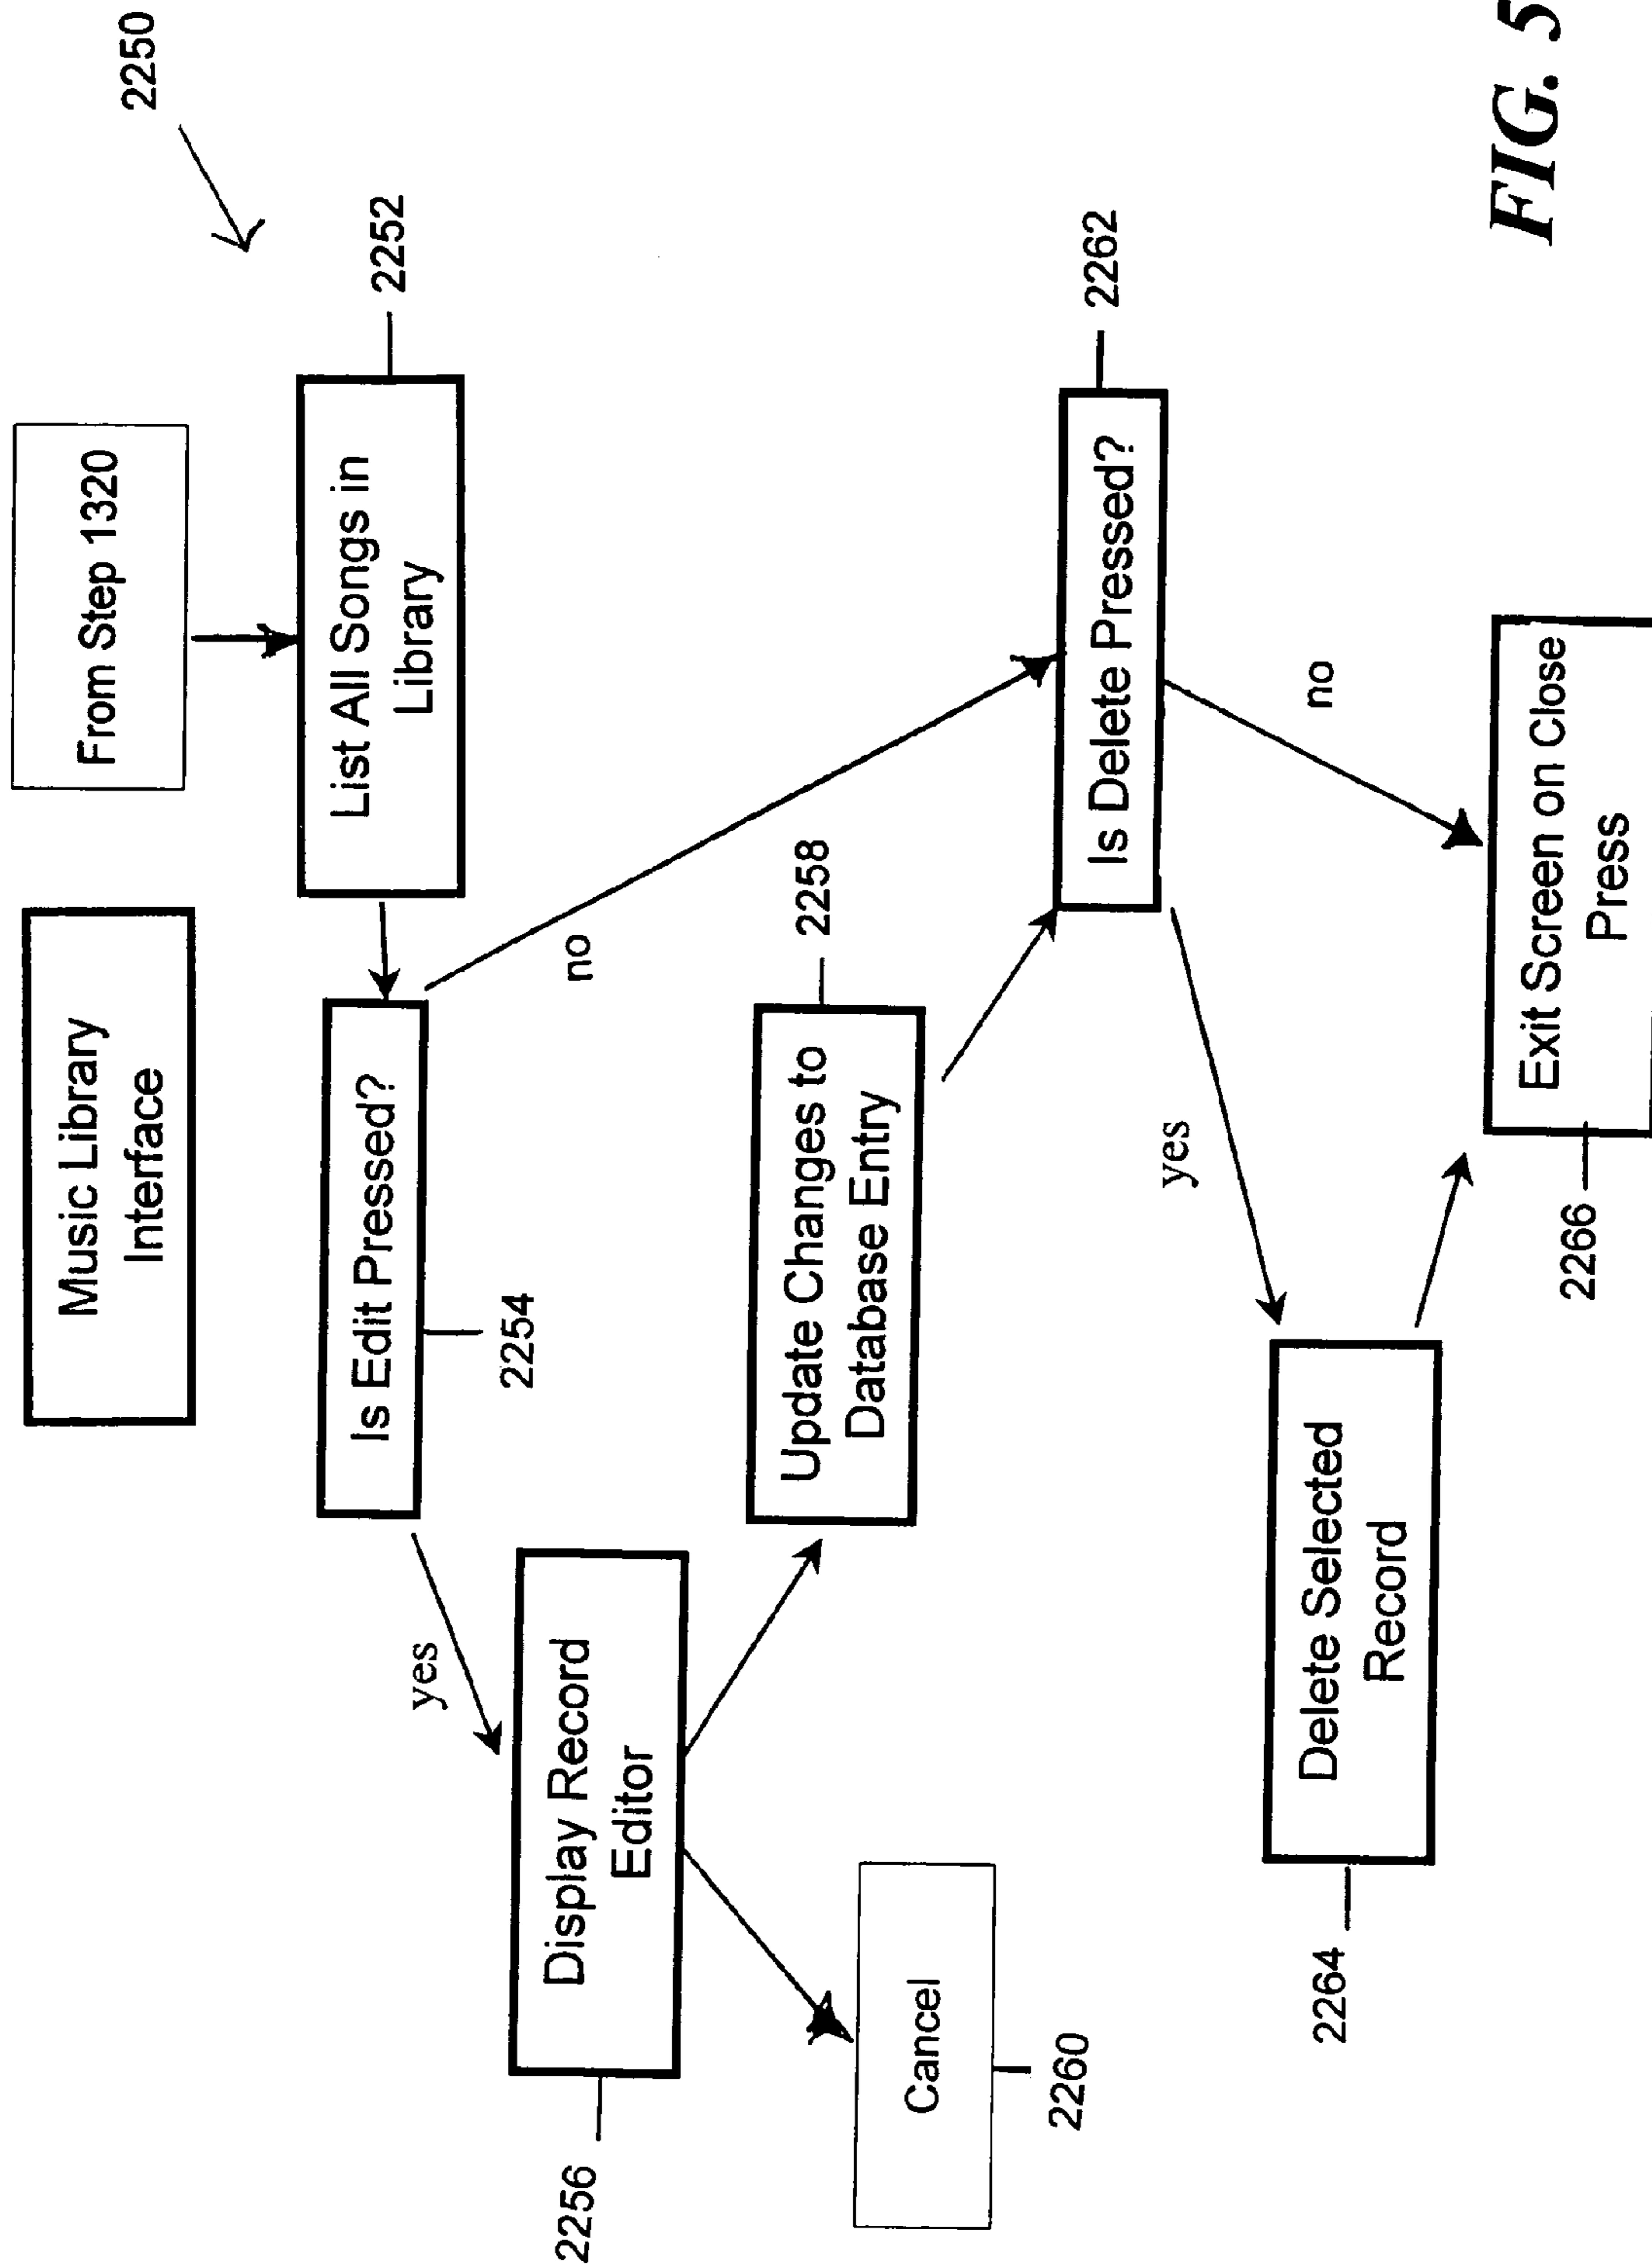 2250
Music Library
Interface
From Step 1320
List All Songs in
Library
2252
Is Edit Pressed?
2254
yes
no
Display Record
Editor
2256
Update Changes to
Database Entry
2258
Cancel
2260
Is Delete Pressed?
2262
yes
no
Delete Selected
Record
2264
Exit Screen on Close
Press
2266
FIG. 5